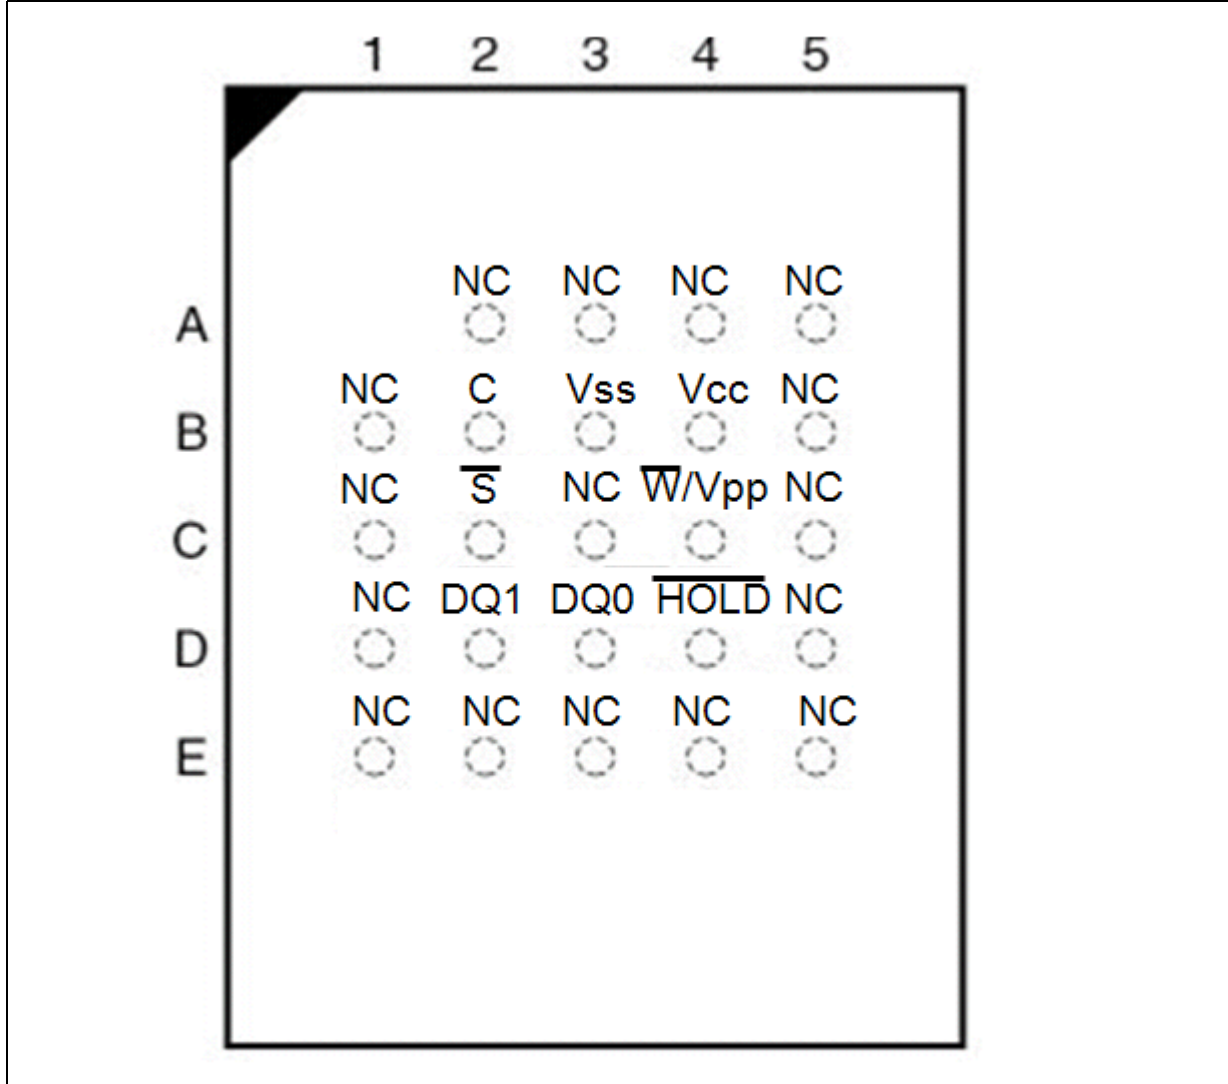 1 2 3 4 5
NC NC NC NC
A
NC C Vss Vcc NC
B
NC S̅ NC W̅/Vpp NC
C
NC DQ1 DQ0 H̅O̅L̅D̅ NC
D
NC NC NC NC NC
E